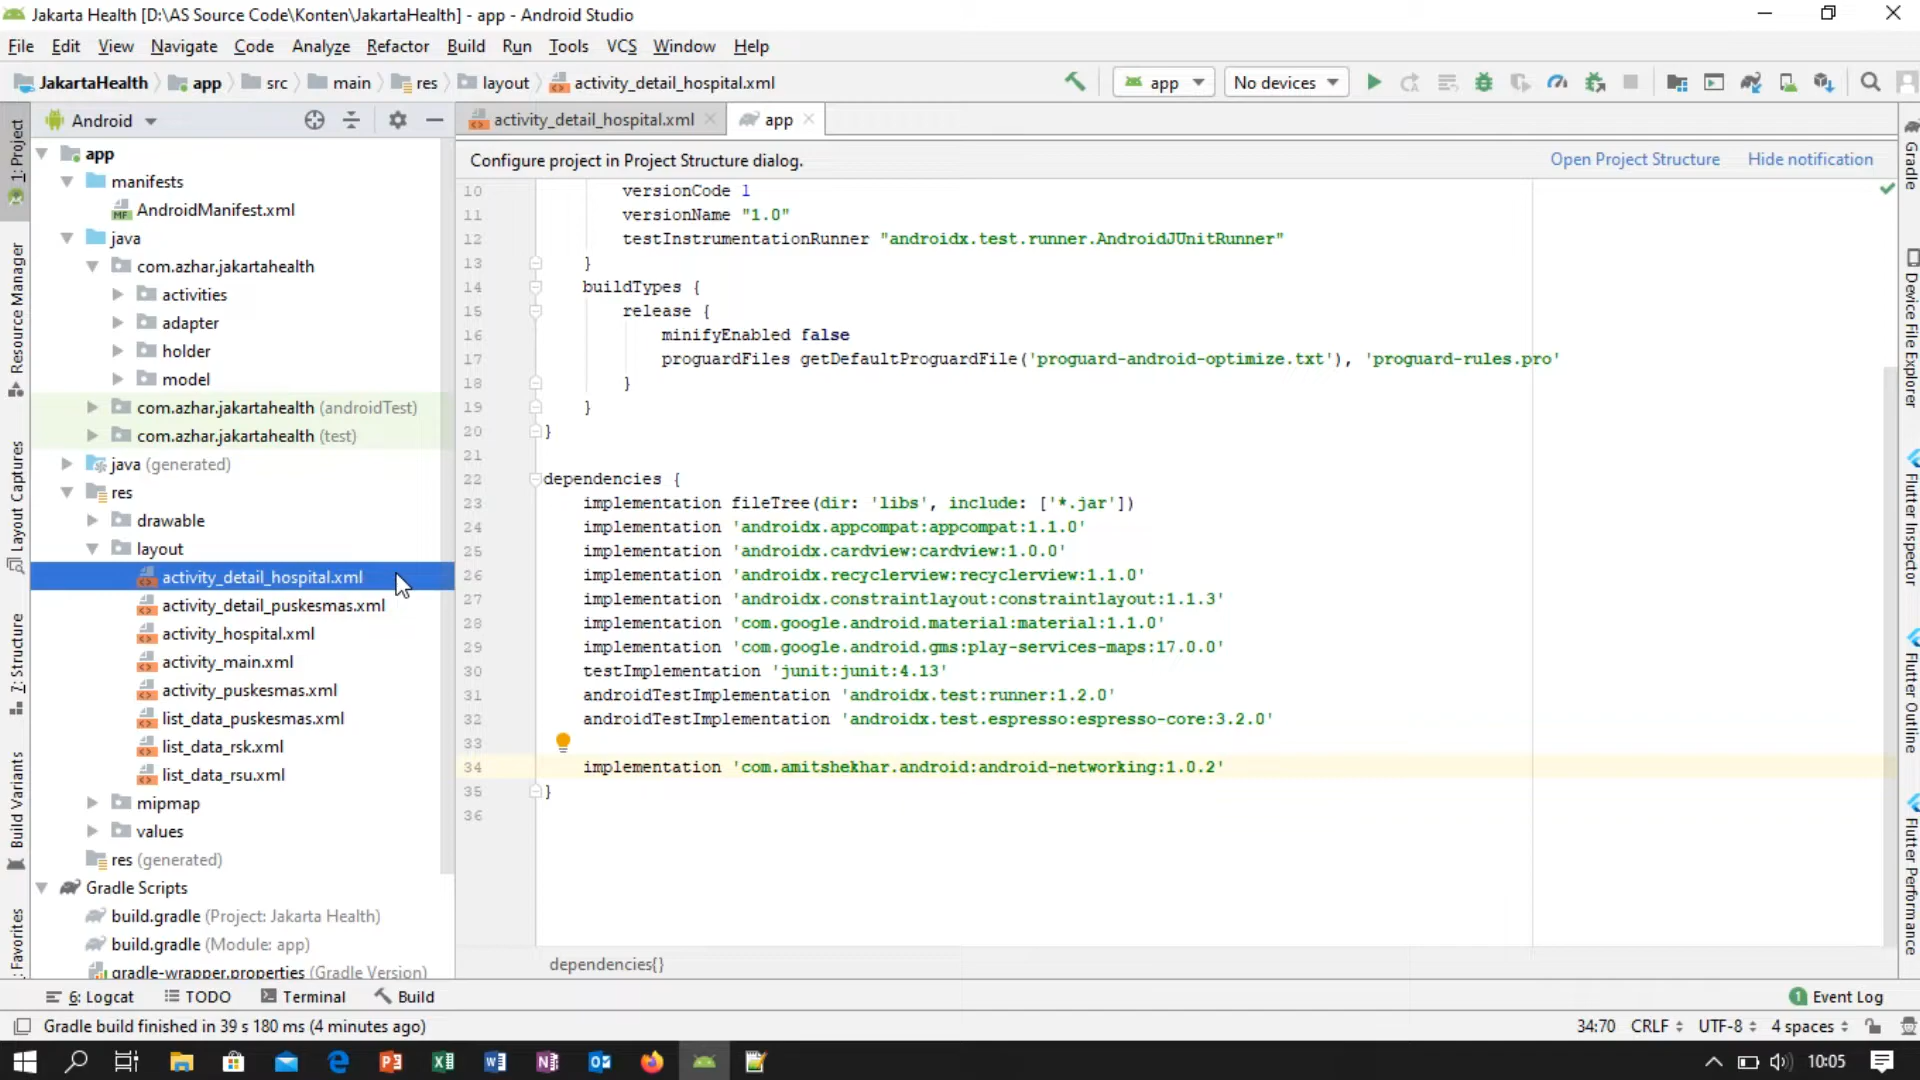 Jakarta Health [D:\AS Source Code\Konten\JakartaHealth] - app - Android Studio
File Edit View Navigate Code Analyze Refactor Build Run Tools VCS Window Help
JakartaHealth app src main res layout activity_detail_hospital.xml app No devices
1: Project
Resource Manager
Layout Captures
7: Structure
Build Variants
Favorites
Android
app
manifests
AndroidManifest.xml
java
com.azhar.jakartahealth
activities
adapter
holder
model
com.azhar.jakartahealth (androidTest)
com.azhar.jakartahealth (test)
java (generated)
res
drawable
layout
activity_detail_hospital.xml
activity_detail_puskesmas.xml
activity_hospital.xml
activity_main.xml
activity_puskesmas.xml
list_data_puskesmas.xml
list_data_rsk.xml
list_data_rsu.xml
mipmap
values
res (generated)
Gradle Scripts
build.gradle (Project: Jakarta Health)
build.gradle (Module: app)
gradle-wrapper.properties (Gradle Version)
activity_detail_hospital.xml app
Configure project in Project Structure dialog. Open Project Structure Hide notification
10 versionCode 1
11 versionName "1.0"
12 testInstrumentationRunner "androidx.test.runner.AndroidJUnitRunner"
13 }
14 buildTypes {
15 release {
16 minifyEnabled false
17 proguardFiles getDefaultProguardFile('proguard-android-optimize.txt'), 'proguard-rules.pro'
18 }
19 }
20 }
21
22 dependencies {
23 implementation fileTree(dir: 'libs', include: ['*.jar'])
24 implementation 'androidx.appcompat:appcompat:1.1.0'
25 implementation 'androidx.cardview:cardview:1.0.0'
26 implementation 'androidx.recyclerview:recyclerview:1.1.0'
27 implementation 'androidx.constraintlayout:constraintlayout:1.1.3'
28 implementation 'com.google.android.material:material:1.1.0'
29 implementation 'com.google.android.gms:play-services-maps:17.0.0'
30 testImplementation 'junit:junit:4.13'
31 androidTestImplementation 'androidx.test:runner:1.2.0'
32 androidTestImplementation 'androidx.test.espresso:espresso-core:3.2.0'
33
34 implementation 'com.amitshekhar.android:android-networking:1.0.2'
35 }
36
dependencies{}
Gradle
Device File Explorer
Flutter Inspector
Flutter Outline
Flutter Performance
6: Logcat TODO Terminal Build 1 Event Log
Gradle build finished in 39 s 180 ms (4 minutes ago) 34:70 CRLF UTF-8 4 spaces
10:05